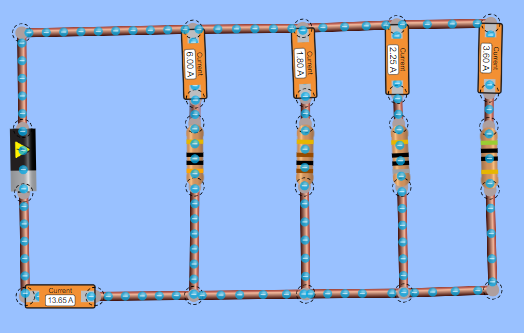 Current
6.00 A
Current
1.80 A
Current
2.25 A
Current
3.60 A
Current
13.65 A